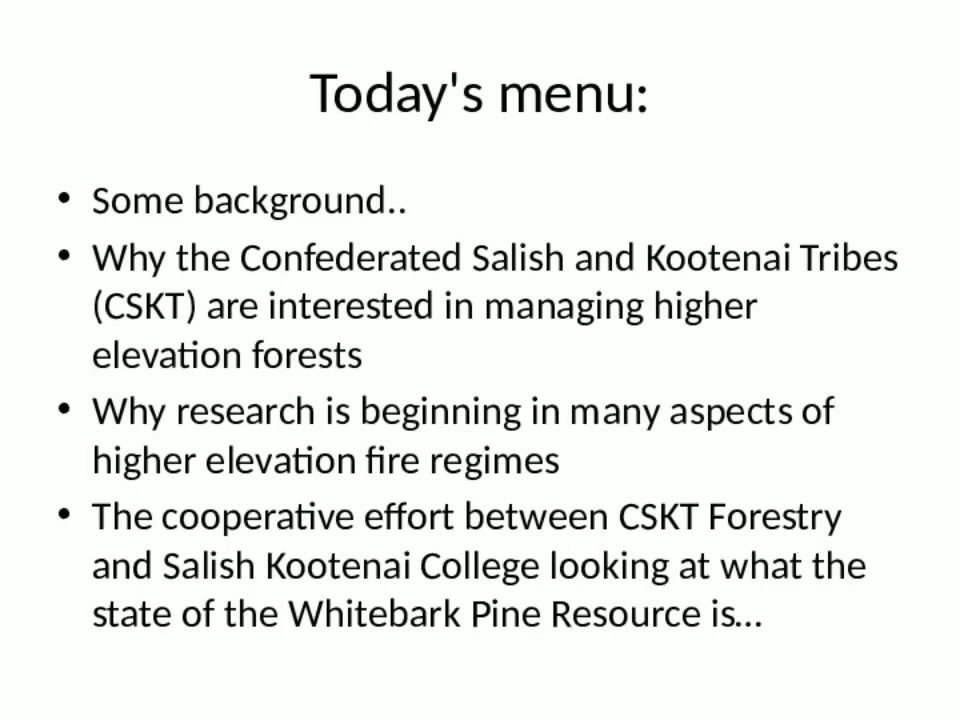 Today's menu:
• Some background..
• Why the Confederated Salish and Kootenai Tribes
(CSKT) are interested in managing higher
elevation forests
• Why research is beginning in many aspects of
higher elevation fire regimes
• The cooperative effort between CSKT Forestry
and Salish Kootenai College looking at what the
state of the Whitebark Pine Resource is…